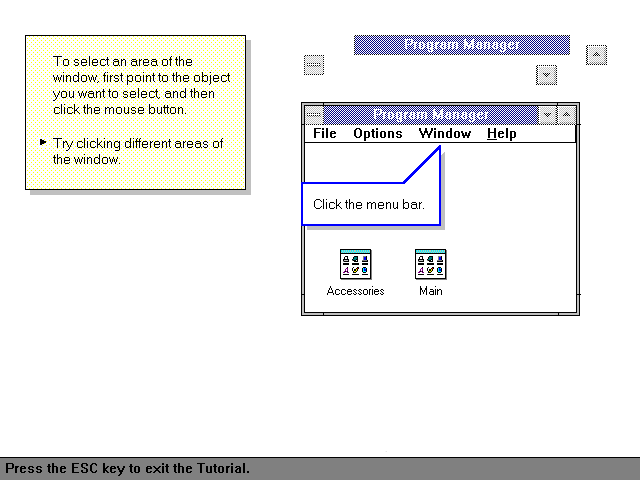 To select an area of the
window, first point to the object
you want to select, and then
click the mouse button.
Try clicking different areas of
the window.
Program Manager
Program Manager
File Options Window Help
Click the menu bar.
Accessories Main
Press the ESC key to exit the Tutorial.